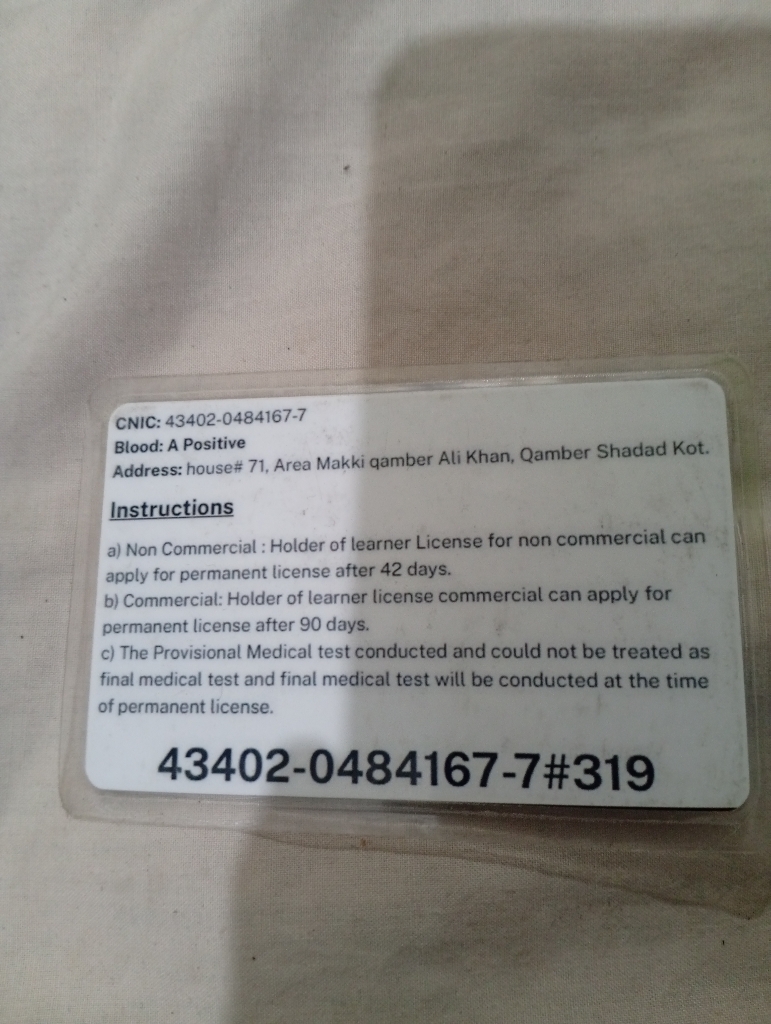 CNIC: 43402-0484167-7
Blood: A Positive
Address: house# 71, Area Makki qamber Ali Khan, Qamber Shadad Kot.
Instructions
a) Non Commercial : Holder of learner License for non commercial can
apply for permanent license after 42 days.
b) Commercial: Holder of learner license commercial can apply for
permanent license after 90 days.
c) The Provisional Medical test conducted and could not be treated as
final medical test and final medical test will be conducted at the time
of permanent license.
43402-0484167-7#319